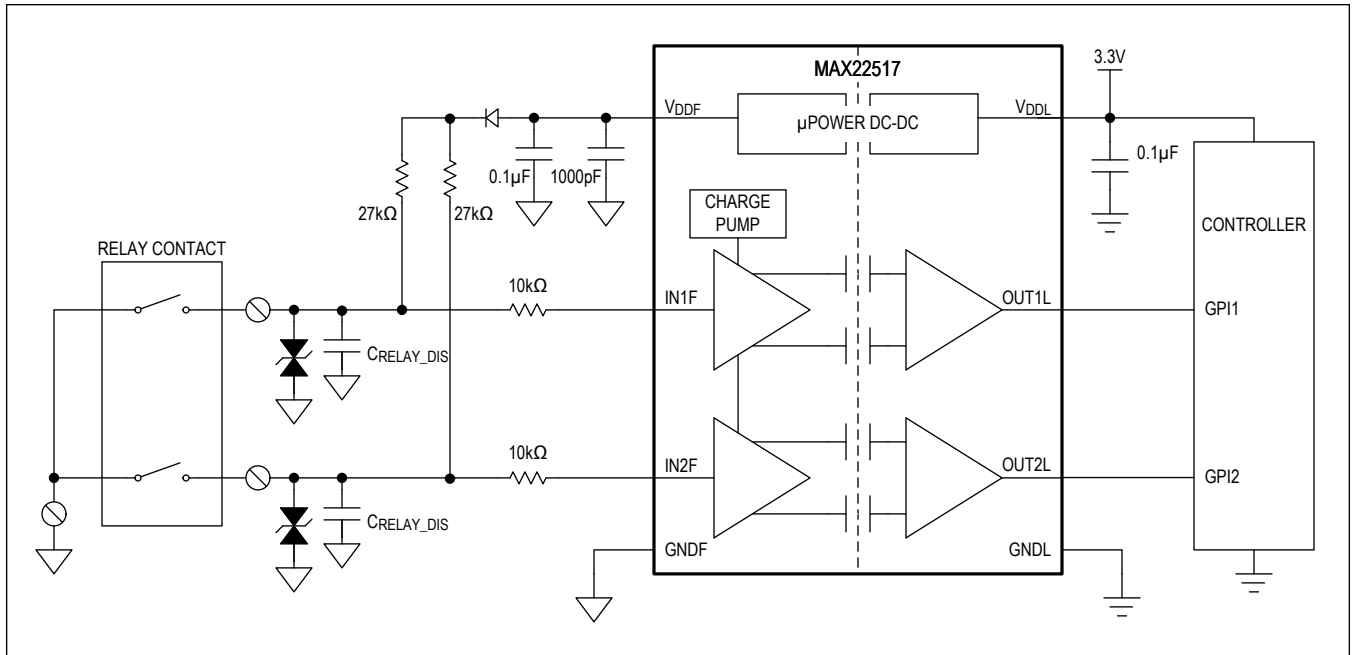 MAX22517
3.3V
VDDF
µPOWER DC-DC
VDDL
0.1µF
1000pF
0.1µF
27kΩ
27kΩ
CHARGE
PUMP
CONTROLLER
RELAY CONTACT
10kΩ
IN1F
OUT1L
GPI1
CRELAY_DIS
10kΩ
IN2F
OUT2L
GPI2
CRELAY_DIS
GNDF
GNDL